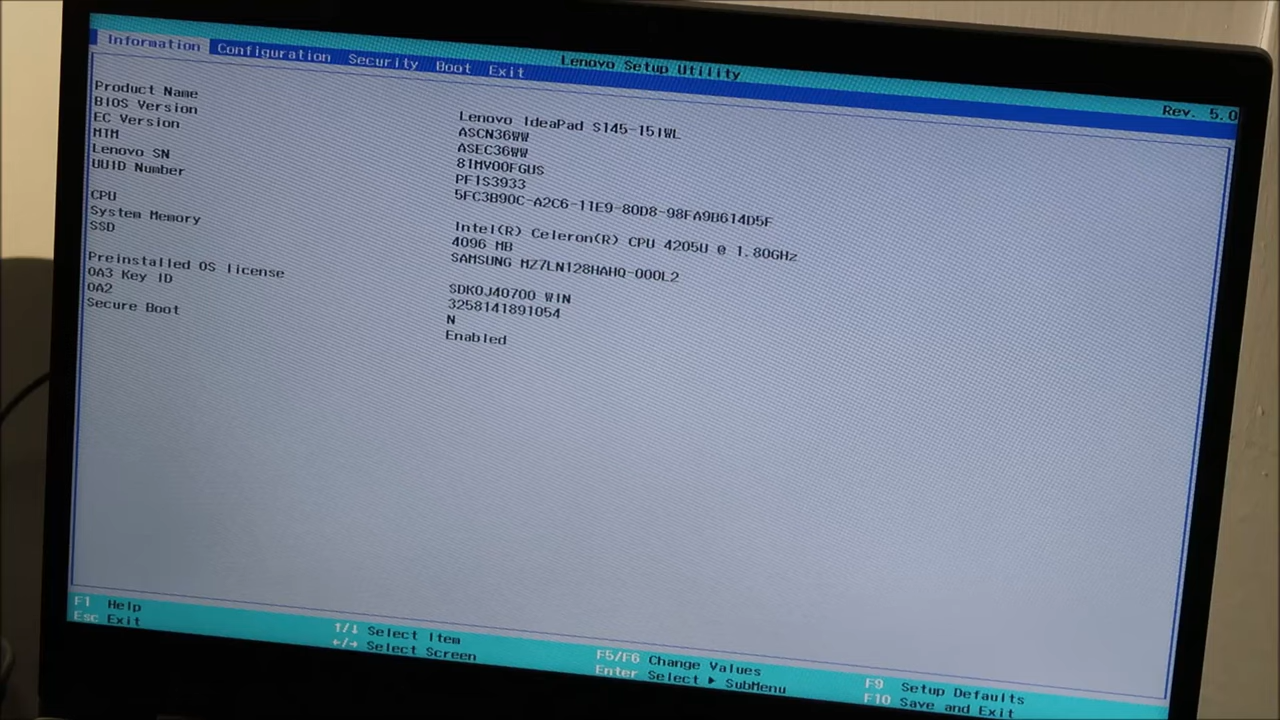 Lenovo Setup Utility
Rev. 5.0
Information Configuration Security Boot Exit
Product Name Lenovo IdeaPad S145-15IWL
BIOS Version ASCN36WW
EC Version ASEC36WW
MTM 81MV00FGUS
Lenovo SN PF1S3933
UUID Number 5FC3B90C-A2C6-11E9-80D8-98FA9B614D5F
CPU Intel(R) Celeron(R) CPU 4205U @ 1.80GHz
System Memory 4096 MB
SSD SAMSUNG MZ7LN128HAHQ-000L2
Preinstalled OS license SDK0J40700 WIN
OA3 Key ID 3258141891054
OA2 N
Secure Boot Enabled
F1 Help ↑/↓ Select Item F5/F6 Change Values F9 Setup Defaults
Esc Exit ←/→ Select Screen Enter Select ▶ SubMenu F10 Save and Exit